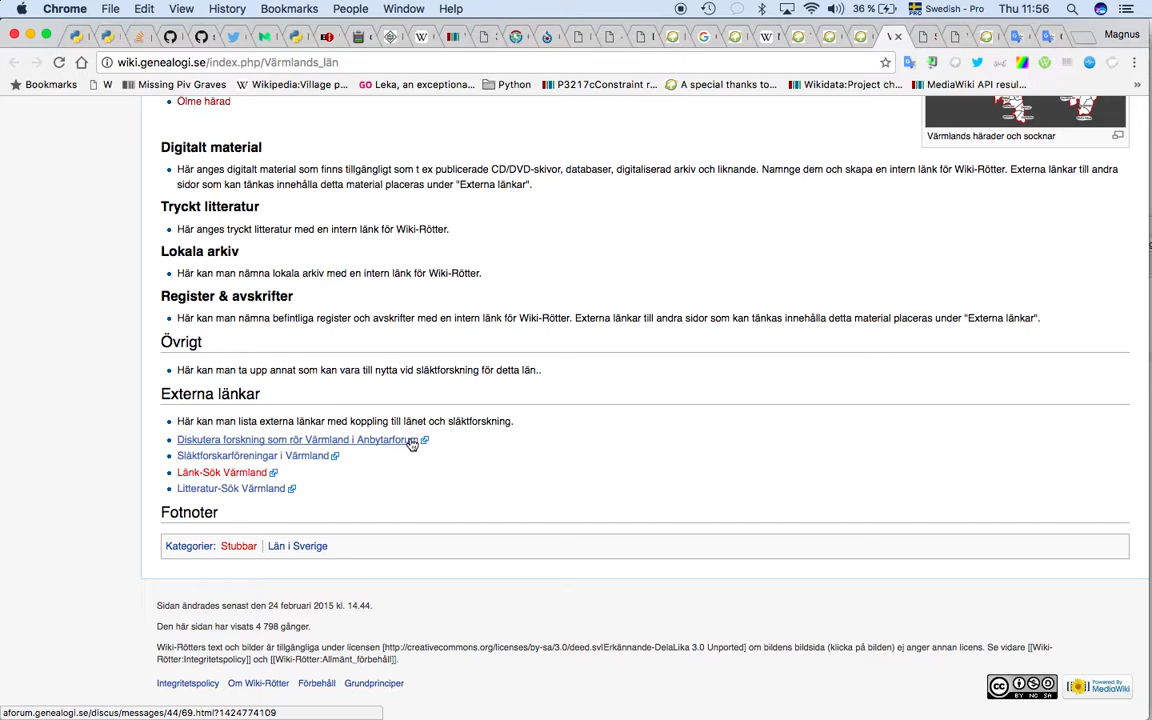 Chrome File Edit View History Bookmarks People Window Help 36 % Swedish - Pro Thu 11:56
Magnus
wiki.genealogi.se/index.php/Värmlands_län
Bookmarks W Missing Piv Graves Wikipedia:Village p... GO Leka, an exceptiona... Python P3217cConstraint r... A special thanks to... Wikidata:Project ch... MediaWiki API resul... »
Olme härad
Värmlands härader och socknar
Digitalt material
Här anges digitalt material som finns tillgängligt som t ex publicerade CD/DVD-skivor, databaser, digitaliserad arkiv och liknande. Namnge dem och skapa en intern länk för Wiki-Rötter. Externa länkar till andra
sidor som kan tänkas innehålla detta material placeras under "Externa länkar".
Tryckt litteratur
Här anges tryckt litteratur med en intern länk för Wiki-Rötter.
Lokala arkiv
Här kan man nämna lokala arkiv med en intern länk för Wiki-Rötter.
Register & avskrifter
Här kan man nämna befintliga register och avskrifter med en intern länk för Wiki-Rötter. Externa länkar till andra sidor som kan tänkas innehålla detta material placeras under "Externa länkar".
Övrigt
Här kan man ta upp annat som kan vara till nytta vid släktforskning för detta län..
Externa länkar
Här kan man lista externa länkar med koppling till länet och släktforskning.
Diskutera forskning som rör Värmland i Anbytarforum
Släktforskarföreningar i Värmland
Länk-Sök Värmland
Litteratur-Sök Värmland
Fotnoter
Kategorier: Stubbar | Län i Sverige
Sidan ändrades senast den 24 februari 2015 kl. 14.44.
Den här sidan har visats 4 798 gånger.
Wiki-Rötters text och bilder är tillgängliga under licensen [http://creativecommons.org/licenses/by-sa/3.0/deed.sv|Erkännande-DelaLika 3.0 Unported] om bildens bildsida (klicka på bilden) ej anger annan licens. Se vidare [[Wiki-
Rötter:Integritetspolicy]] och [[Wiki-Rötter:Allmänt_förbehåll]].
Integritetspolicy Om Wiki-Rötter Förbehåll Grundprinciper
CC BY NC SA Powered By MediaWiki
aforum.genealogi.se/discus/messages/44/69.html?1424774109